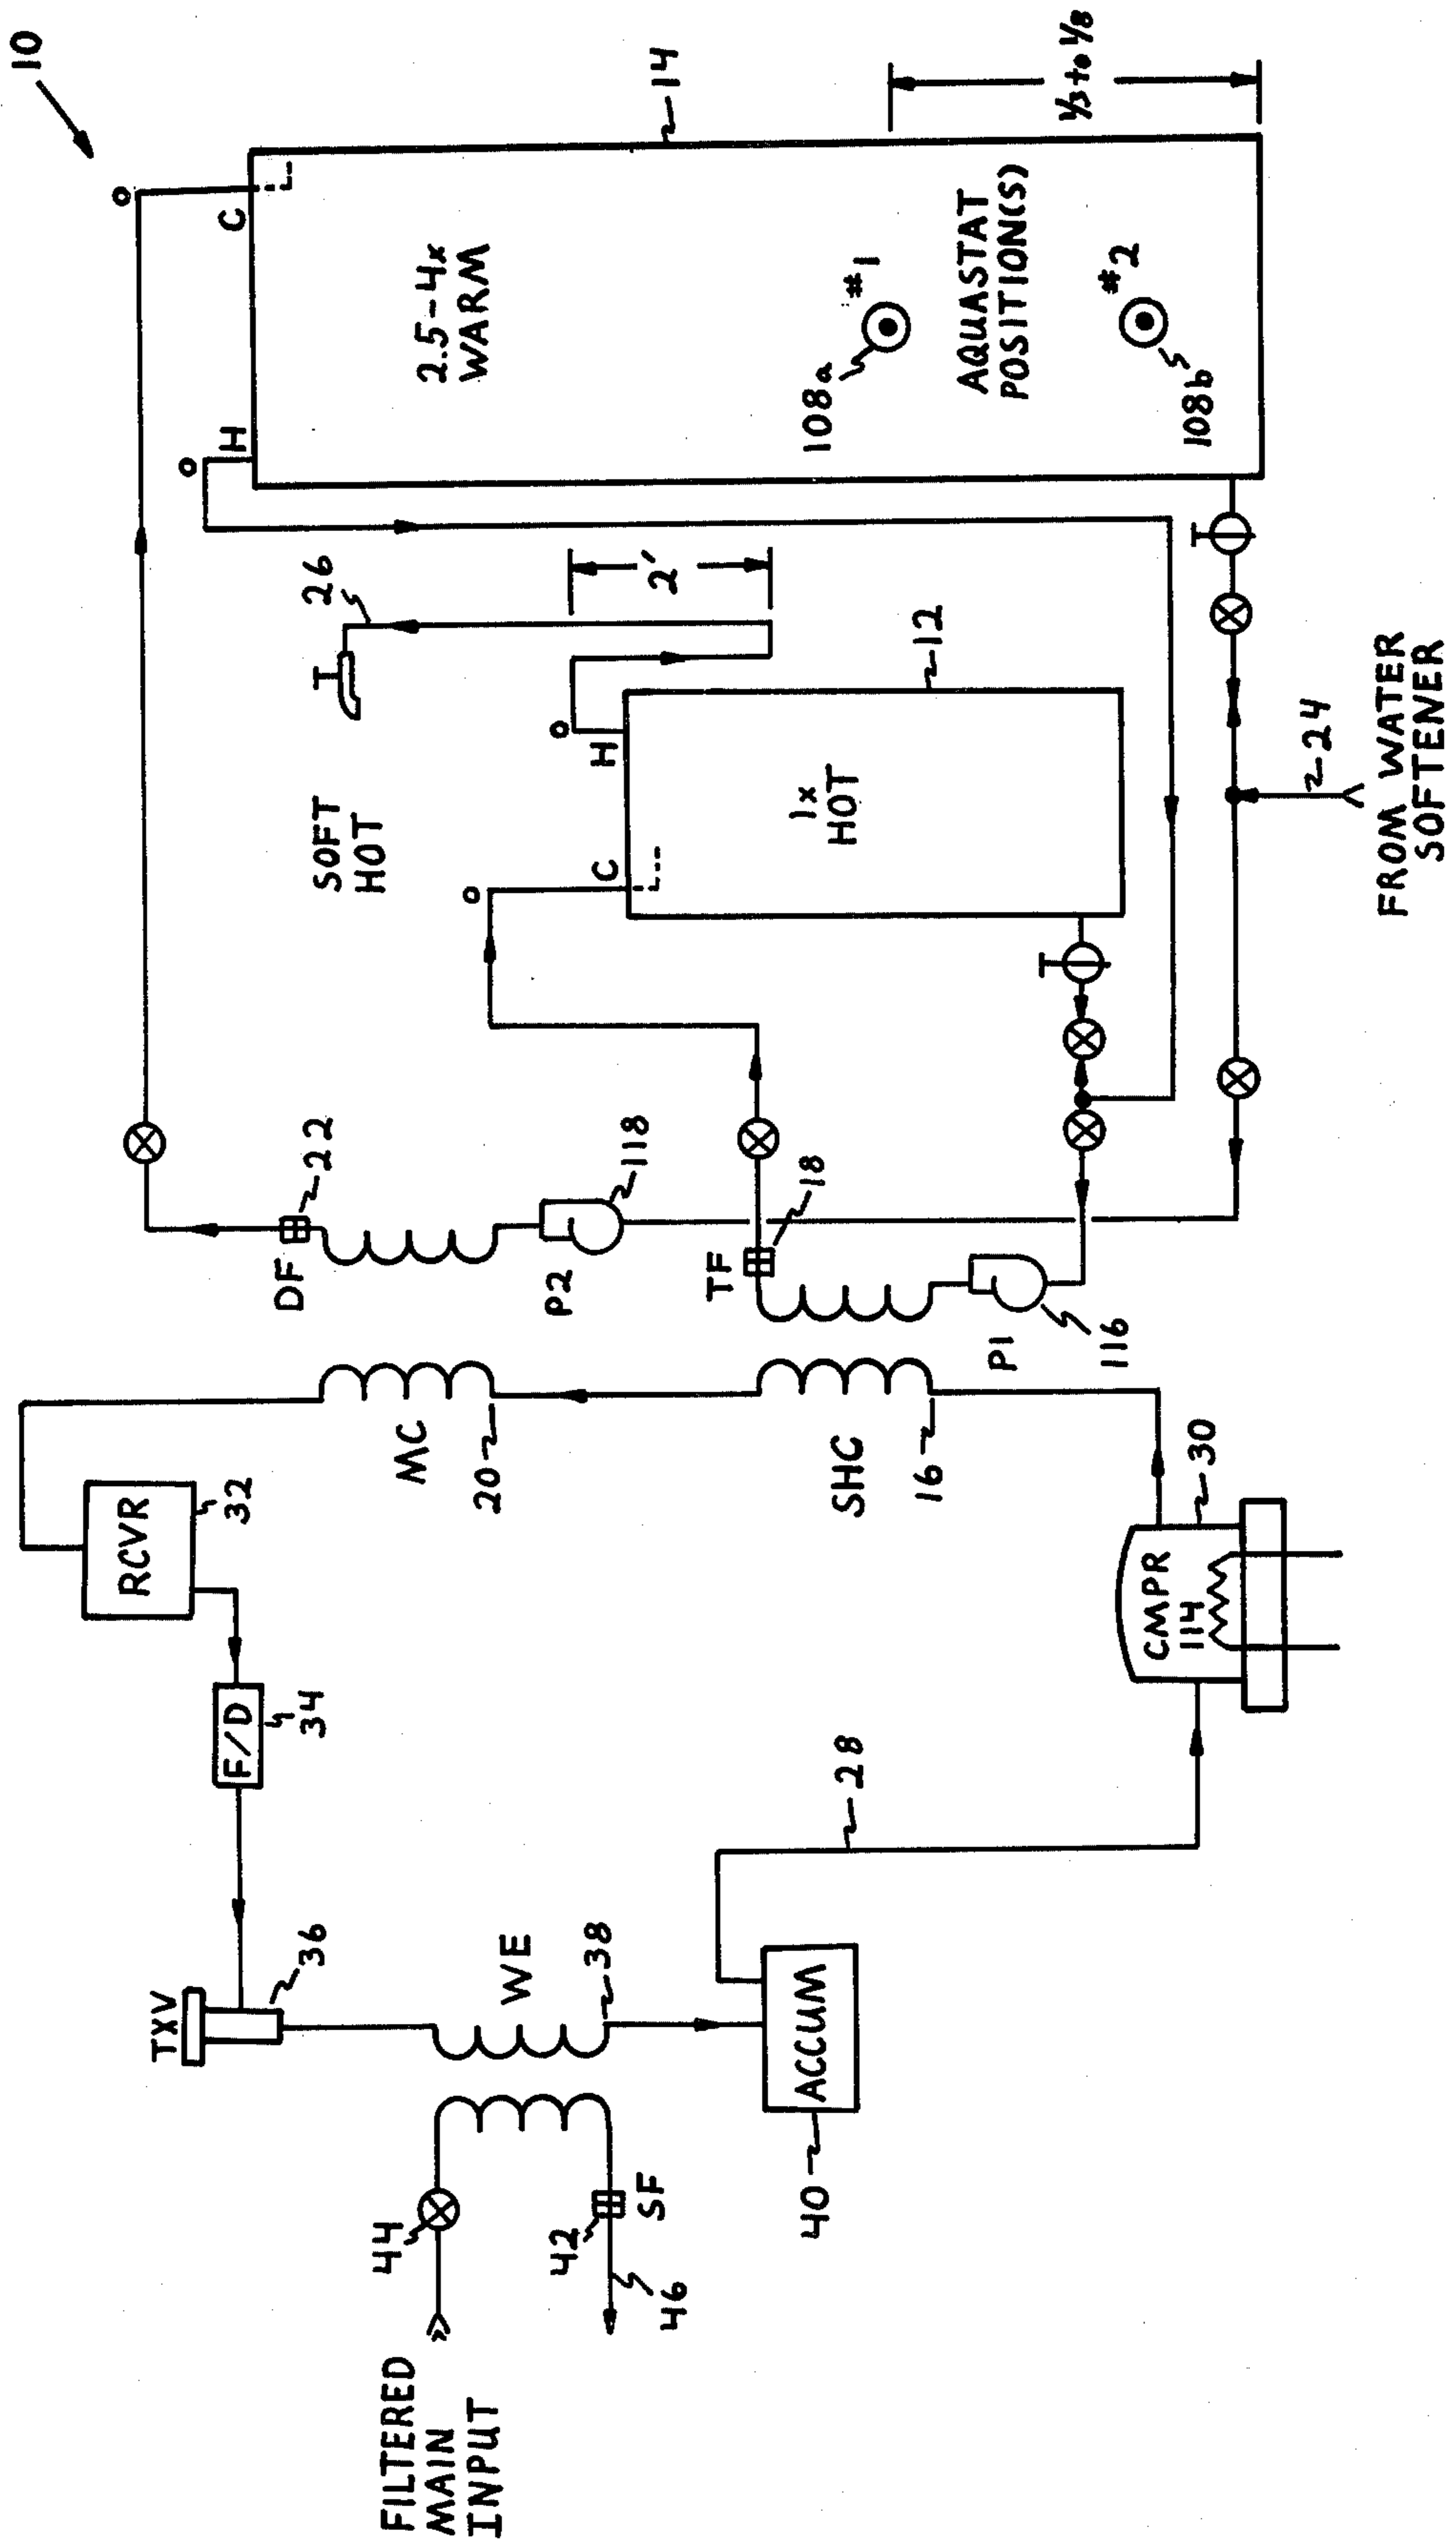 10
14
2.5-4x
WARM
C
H
#1
108a
AQUASTAT
POSITION(S)
#2
108b
1/3 to 1/8
26
2'
SOFT
HOT
H
C
1x
HOT
12
24
FROM WATER
SOFTENER
DF
22
P2
118
TF
18
P1
116
MC
20
SHC
16
RCVR
32
F/D
34
TXV
36
WE
38
CMPR
114
30
28
ACCUM
40
44
42
SF
46
FILTERED
MAIN
INPUT